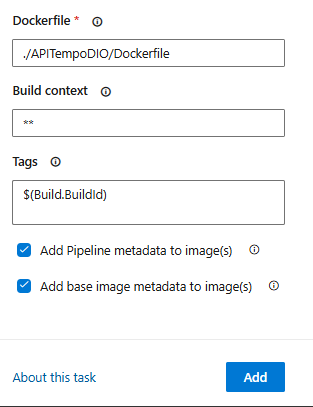 Dockerfile *
./APITempoDIO/Dockerfile
Build context
**
Tags
$(Build.BuildId)
Add Pipeline metadata to image(s)
Add base image metadata to image(s)
About this task
Add